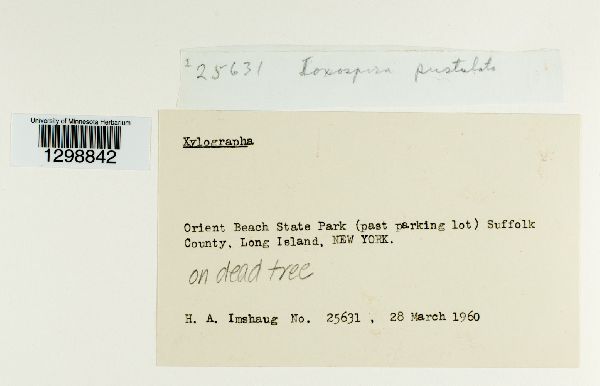 25631 Loxospora pustulata
University of Minnesota Herbarium
1298842
Xylographa
Orient Beach State Park (past parking lot) Suffolk
County, Long Island, NEW YORK.
on dead tree
H. A. Imshaug No. 25631 , 28 March 1960